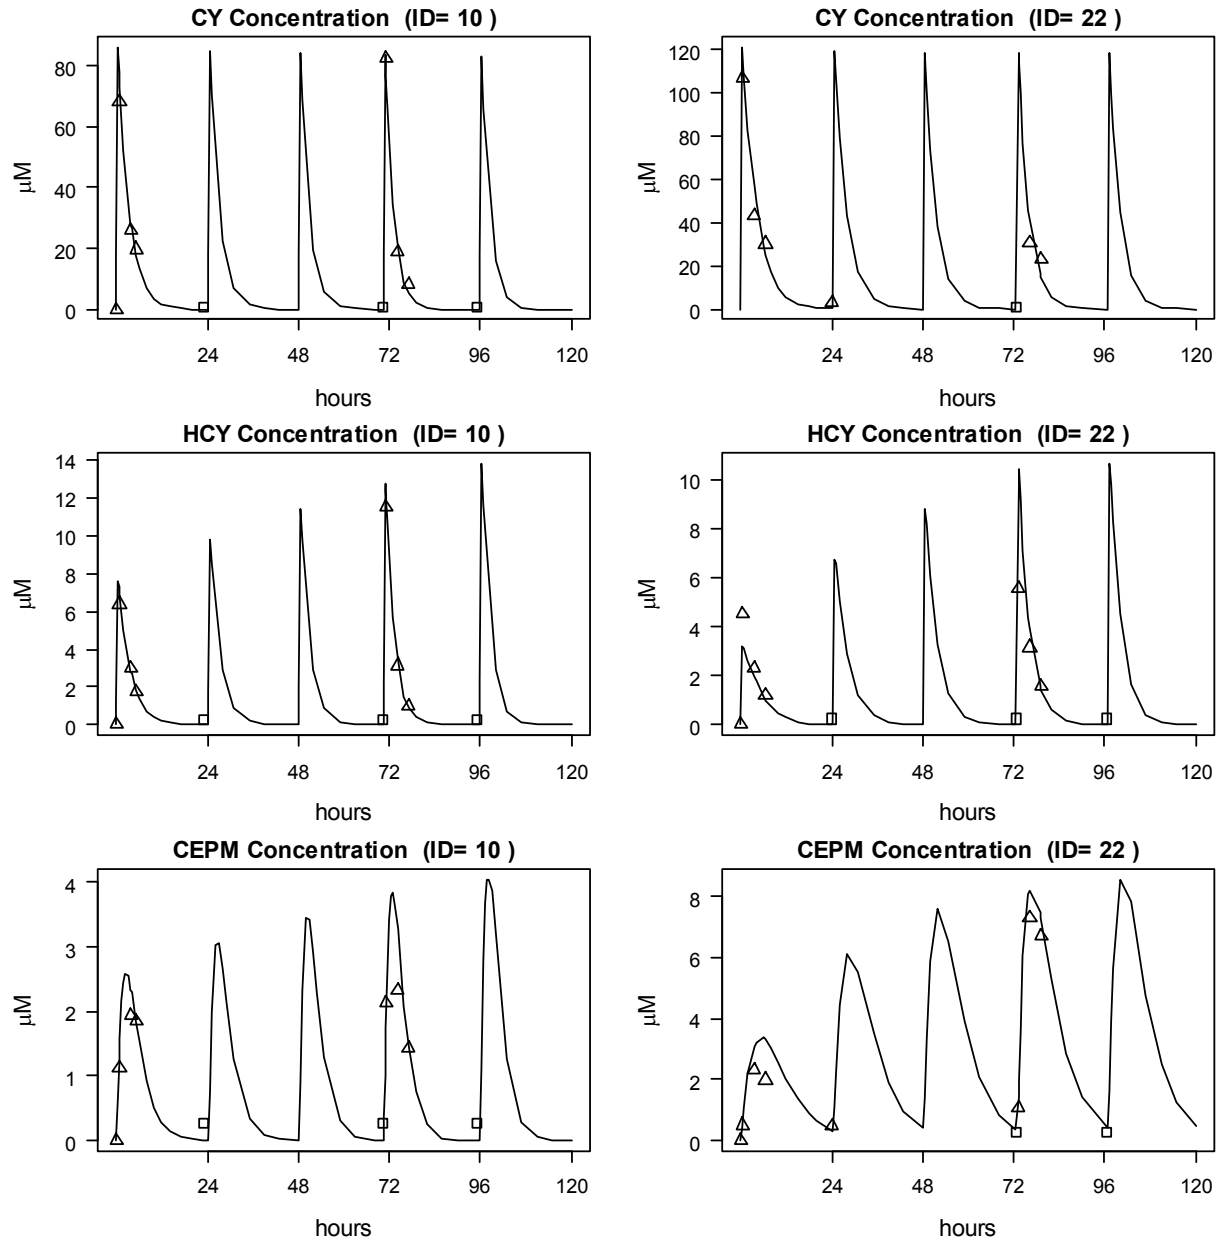 CY Concentration (ID= 10 )
80
60
40
20
0
µM
24 48 72 96 120
hours
CY Concentration (ID= 22 )
120
100
80
60
40
20
0
µM
24 48 72 96 120
hours
HCY Concentration (ID= 10 )
14
12
10
8
6
4
2
0
µM
24 48 72 96 120
hours
HCY Concentration (ID= 22 )
10
8
6
4
2
0
µM
24 48 72 96 120
hours
CEPM Concentration (ID= 10 )
4
3
2
1
0
µM
24 48 72 96 120
hours
CEPM Concentration (ID= 22 )
8
6
4
2
0
µM
24 48 72 96 120
hours